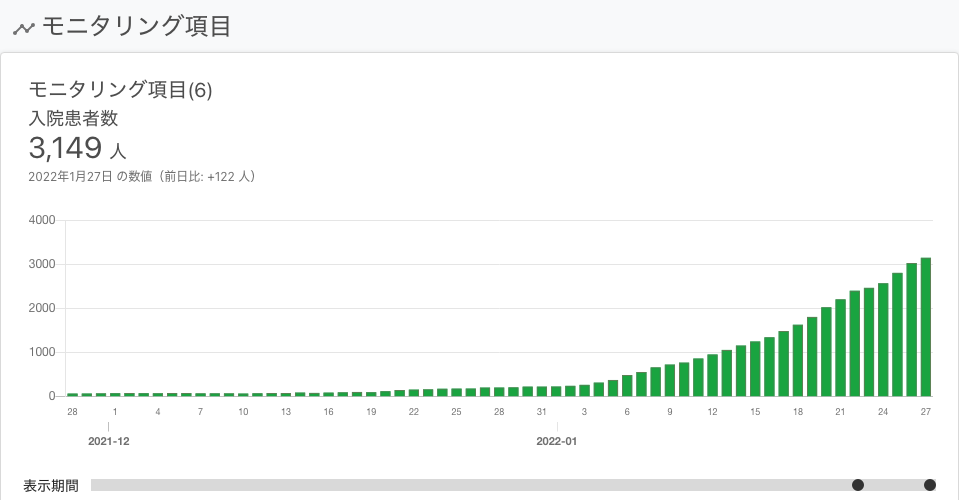 モニタリング項目
モニタリング項目(6)
入院患者数
3,149 人
2022年1月27日 の数値（前日比: +122 人）
4000
3000
2000
1000
0
28 1 4 7 10 13 16 19 22 25 28 31 3 6 9 12 15 18 21 24 27
2021-12 2022-01
表示期間